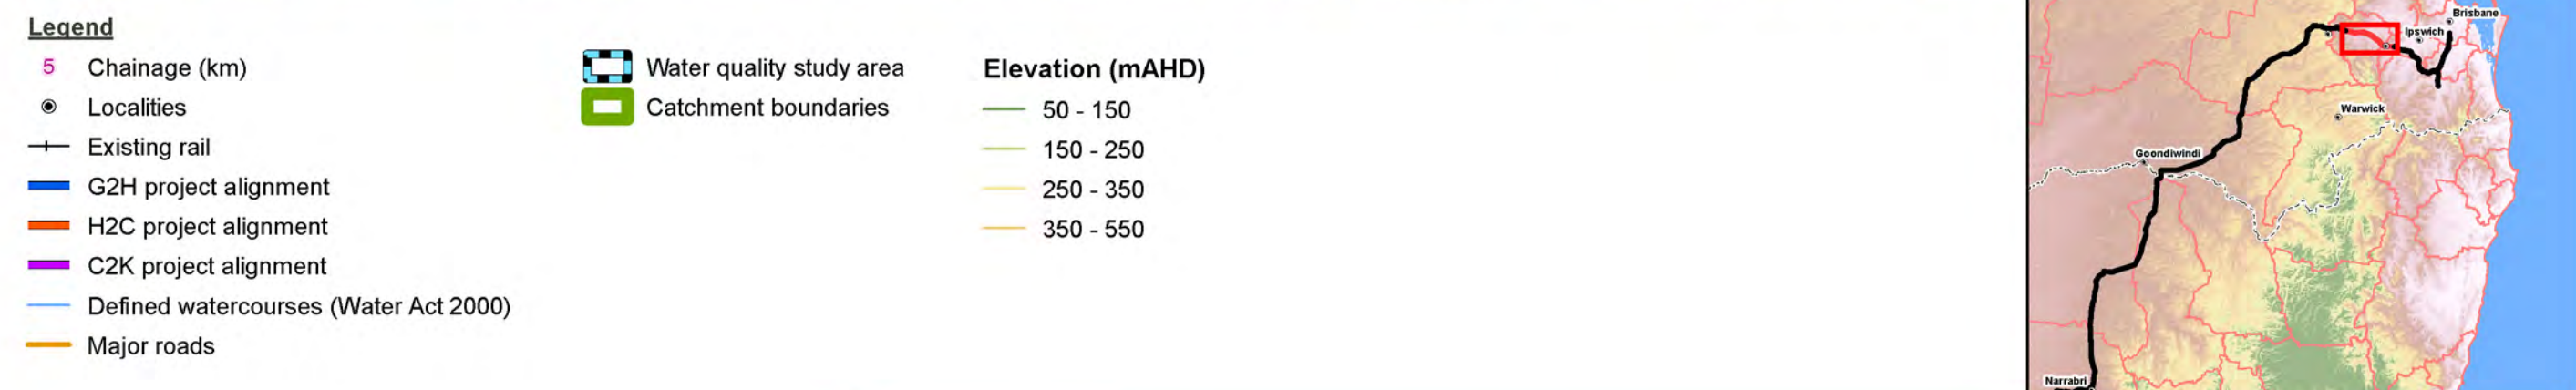 Legend
5 Chainage (km)
Localities
Existing rail
G2H project alignment
H2C project alignment
C2K project alignment
Defined watercourses (Water Act 2000)
Major roads
Water quality study area
Catchment boundaries
Elevation (mAHD)
50 - 150
150 - 250
250 - 350
350 - 550
Brisbane
Ipswich
Warwick
Goondiwindi
Narrabri